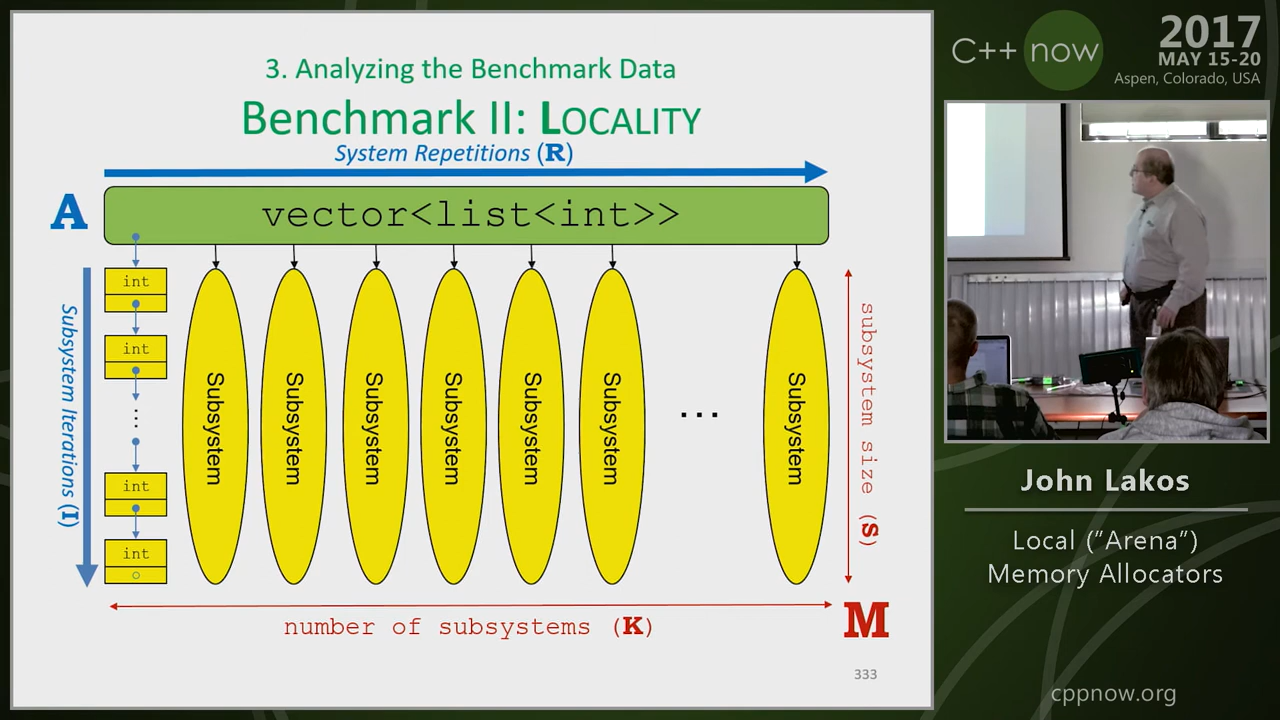 3. Analyzing the Benchmark Data
Benchmark II: LOCALITY
System Repetitions (R)
A
vector<list<int>>
int
int
⋮
int
int
Subsystem Iterations (I)
Subsystem
Subsystem
Subsystem
Subsystem
Subsystem
Subsystem
...
Subsystem
subsystem size (S)
number of subsystems (K)
M
333
C++ now
2017
MAY 15-20
Aspen, Colorado, USA
John Lakos
Local ("Arena")
Memory Allocators
cppnow.org